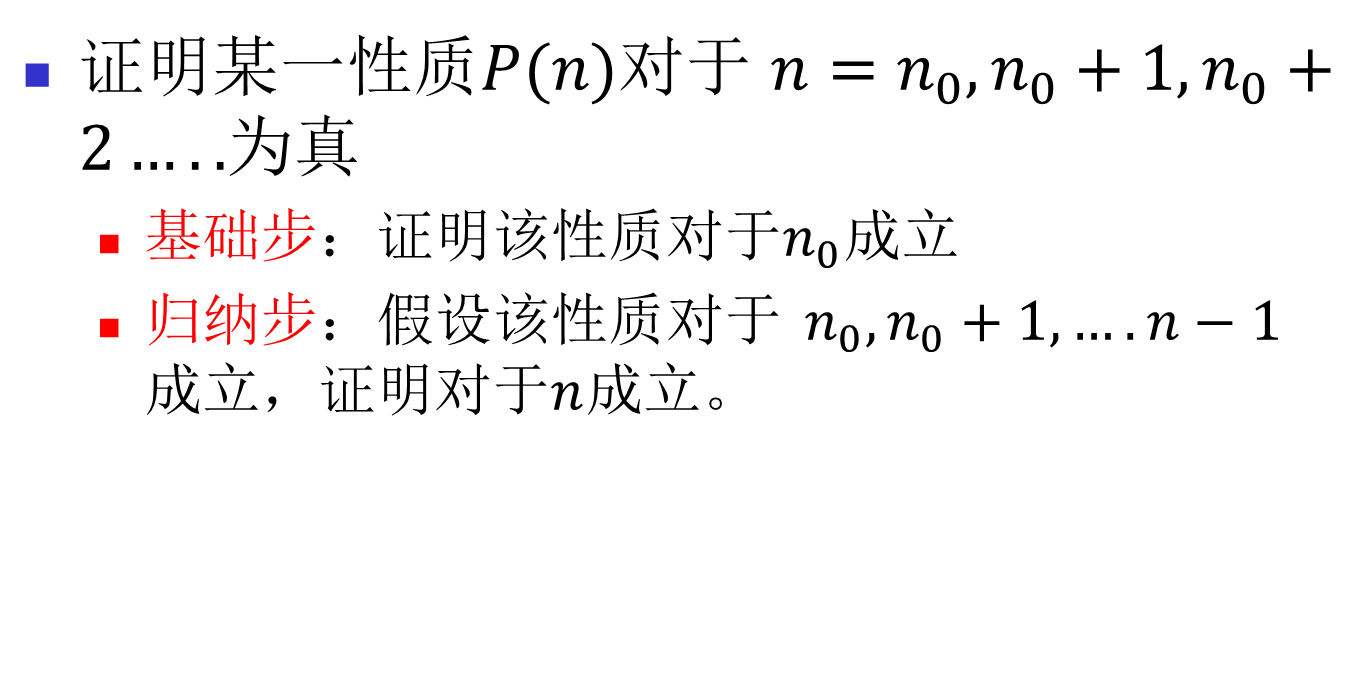 ▪ 证明某一性质P(n)对于 n = n₀, n₀ + 1, n₀ +
2 … . .为真
▪ 基础步：证明该性质对于n₀成立
▪ 归纳步：假设该性质对于 n₀, n₀ + 1, … . n − 1
成立，证明对于n成立。